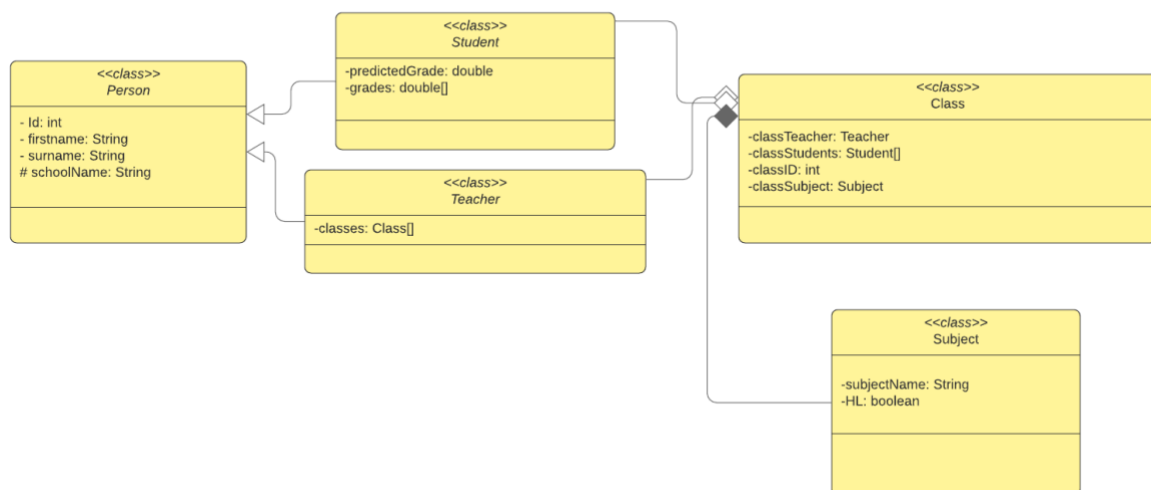 <<class>>
Person
- Id: int
- firstname: String
- surname: String
# schoolName: String
<<class>>
Student
-predictedGrade: double
-grades: double[]
<<class>>
Teacher
-classes: Class[]
<<class>>
Class
-classTeacher: Teacher
-classStudents: Student[]
-classID: int
-classSubject: Subject
<<class>>
Subject
-subjectName: String
-HL: boolean